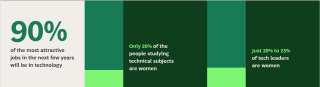 90%
of the most attractive
jobs in the next few years
will be in technology
Only 28% of the
people studying
technical subjects
are women
Just 20% to 25%
of tech leaders
are women